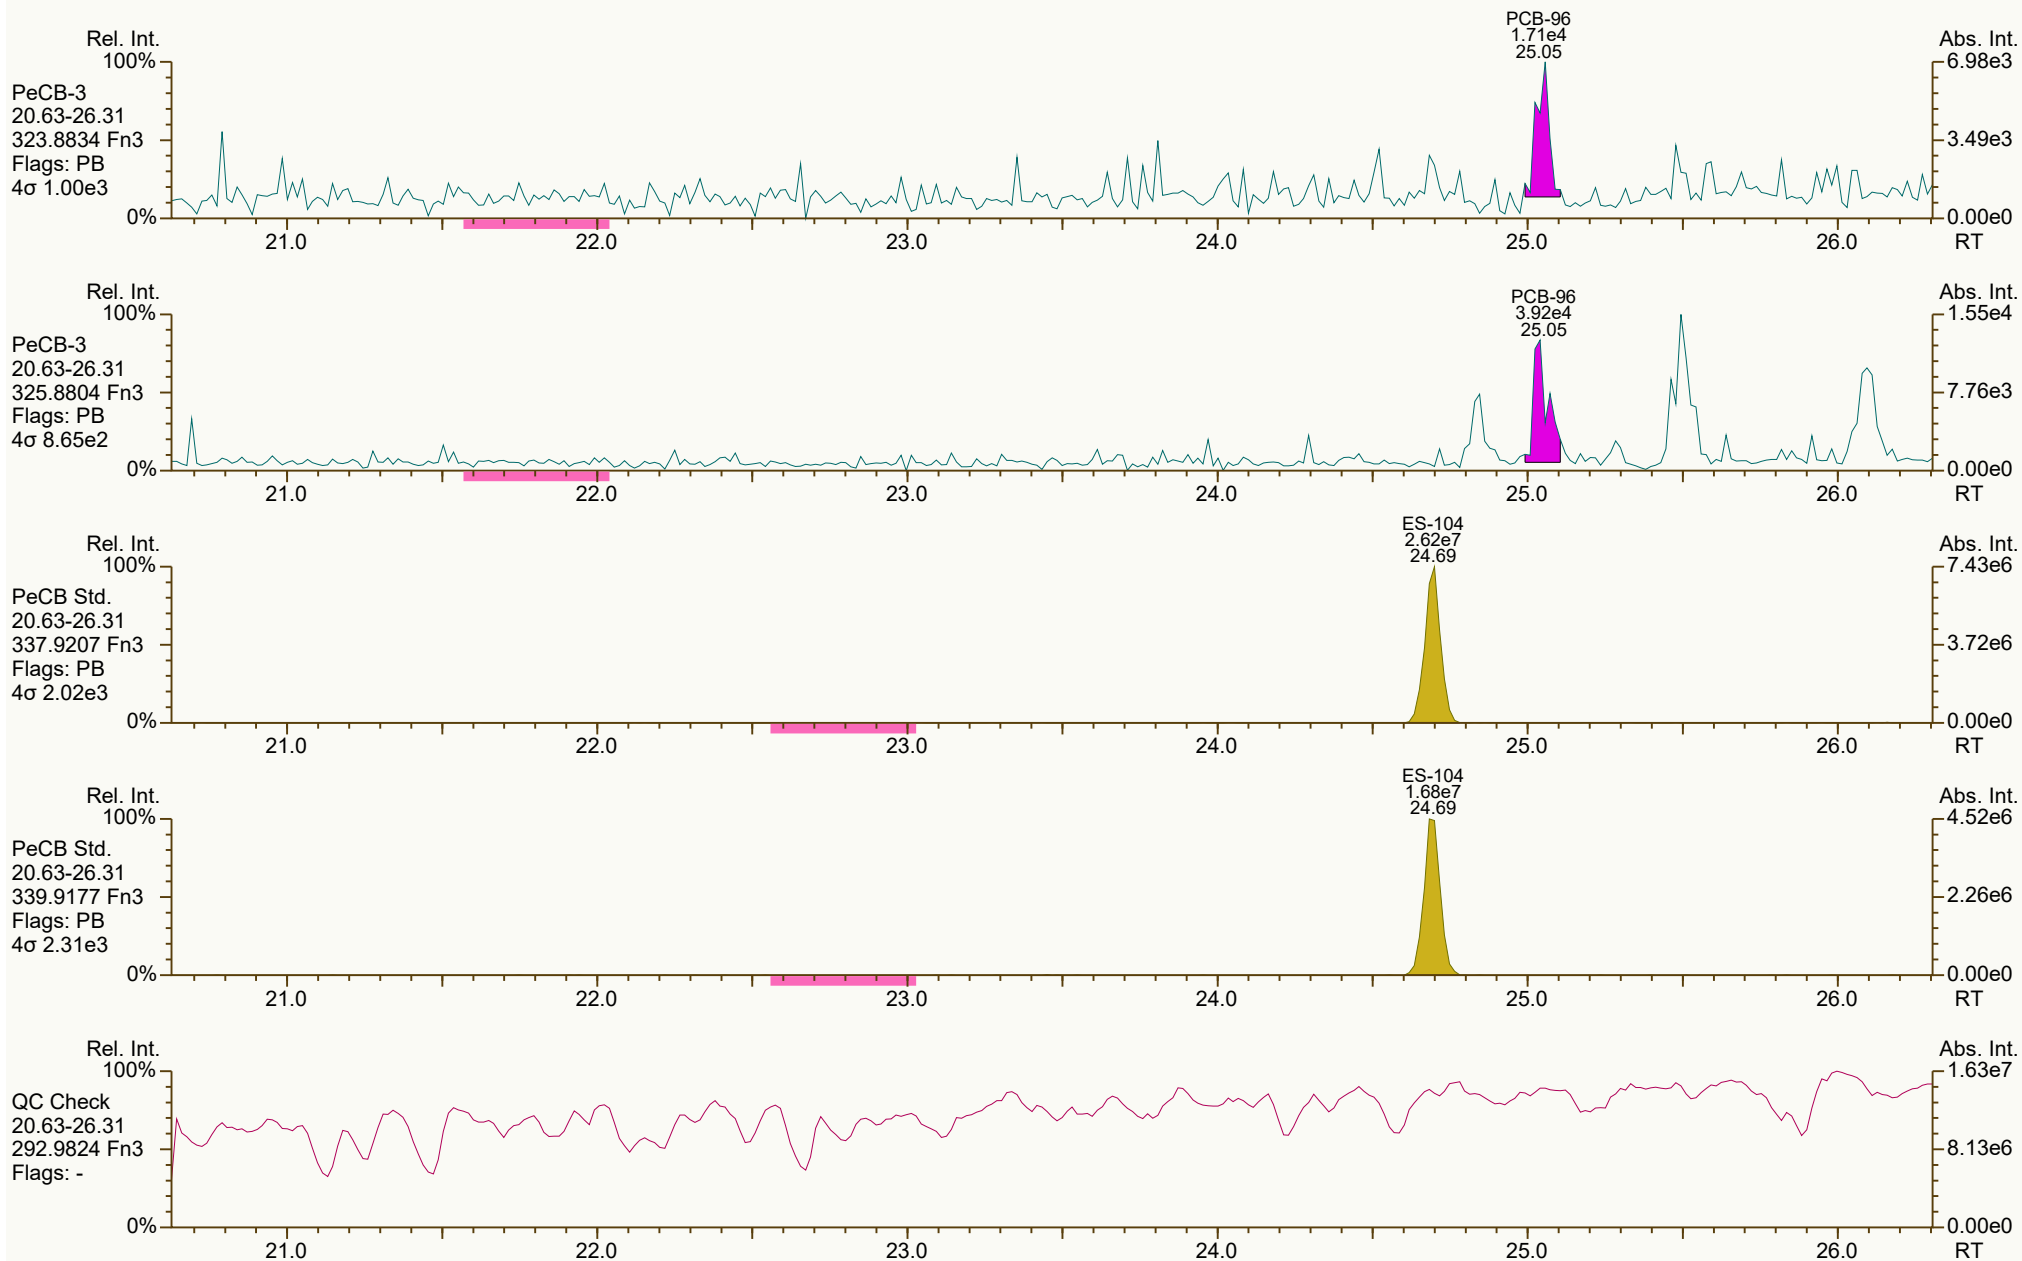 PCB-96
1.71e4
25.05
Rel. Int.
Abs. Int.
100%
6.98e3
PeCB-3
20.63-26.31
323.8834 Fn3
3.49e3
Flags: PB
4σ 1.00e3
0%
0.00e0
21.0 22.0 23.0 24.0 25.0 26.0 RT
PCB-96
3.92e4
25.05
Rel. Int.
Abs. Int.
100%
1.55e4
PeCB-3
20.63-26.31
325.8804 Fn3
7.76e3
Flags: PB
4σ 8.65e2
0%
0.00e0
21.0 22.0 23.0 24.0 25.0 26.0 RT
ES-104
2.62e7
24.69
Rel. Int.
Abs. Int.
100%
7.43e6
PeCB Std.
20.63-26.31
337.9207 Fn3
3.72e6
Flags: PB
4σ 2.02e3
0%
0.00e0
21.0 22.0 23.0 24.0 25.0 26.0 RT
ES-104
1.68e7
24.69
Rel. Int.
Abs. Int.
100%
4.52e6
PeCB Std.
20.63-26.31
339.9177 Fn3
2.26e6
Flags: PB
4σ 2.31e3
0%
0.00e0
21.0 22.0 23.0 24.0 25.0 26.0 RT
Rel. Int.
Abs. Int.
100%
1.63e7
QC Check
20.63-26.31
292.9824 Fn3
8.13e6
Flags: -
0%
0.00e0
21.0 22.0 23.0 24.0 25.0 26.0 RT